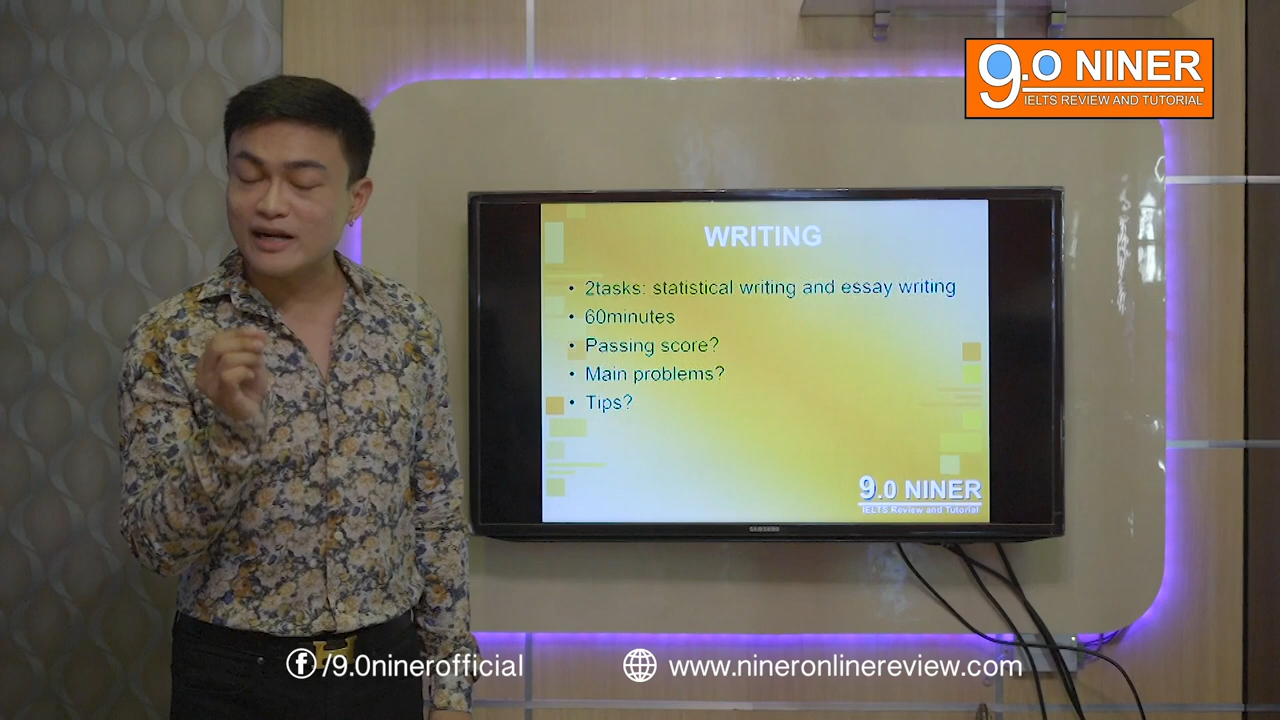 9.0 NINER
IELTS REVIEW AND TUTORIAL
WRITING
• 2tasks: statistical writing and essay writing
• 60minutes
• Passing score?
• Main problems?
• Tips?
9.0 NINER
IELTS Review and Tutorial
SAMSUNG
/9.0ninerofficial
www.nineronlinereview.com